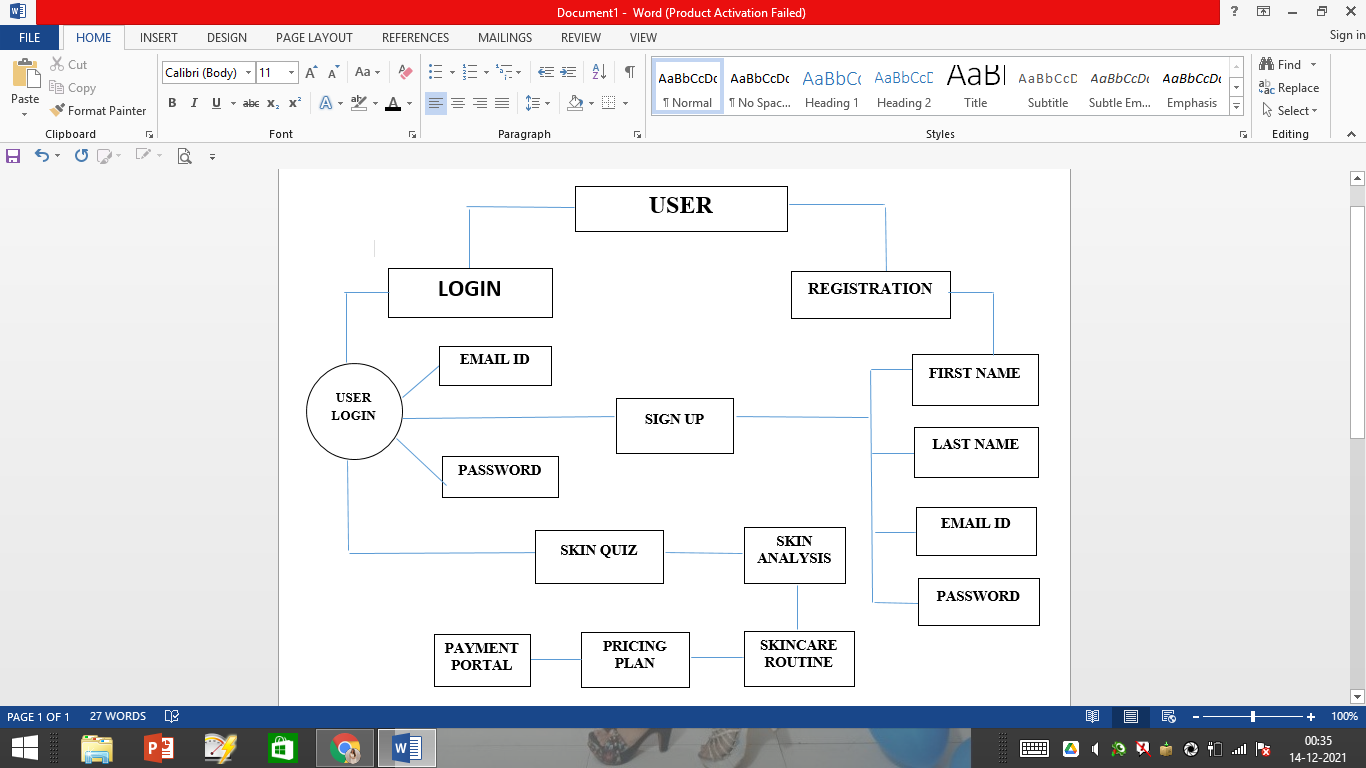 Document1 - Word (Product Activation Failed)
?
FILE
HOME
INSERT
DESIGN
PAGE LAYOUT
REFERENCES
MAILINGS
REVIEW
VIEW
Sign in
Paste
Cut
Copy
Format Painter
Clipboard
Calibri (Body)
11
Aa
B I U abc x₂ x²
A
Font
Paragraph
AaBbCcDc
¶ Normal
AaBbCcDc
¶ No Spac...
AaBbCc
Heading 1
AaBbCcD
Heading 2
AaBl
Title
AaBbCcD
Subtitle
AaBbCcDc
Subtle Em...
AaBbCcDc
Emphasis
Styles
Find
Replace
Select
Editing
USER
LOGIN
REGISTRATION
EMAIL ID
FIRST NAME
USER
LOGIN
SIGN UP
LAST NAME
PASSWORD
EMAIL ID
SKIN QUIZ
SKIN
ANALYSIS
PASSWORD
PAYMENT
PORTAL
PRICING
PLAN
SKINCARE
ROUTINE
PAGE 1 OF 1
27 WORDS
100%
00:35
14-12-2021